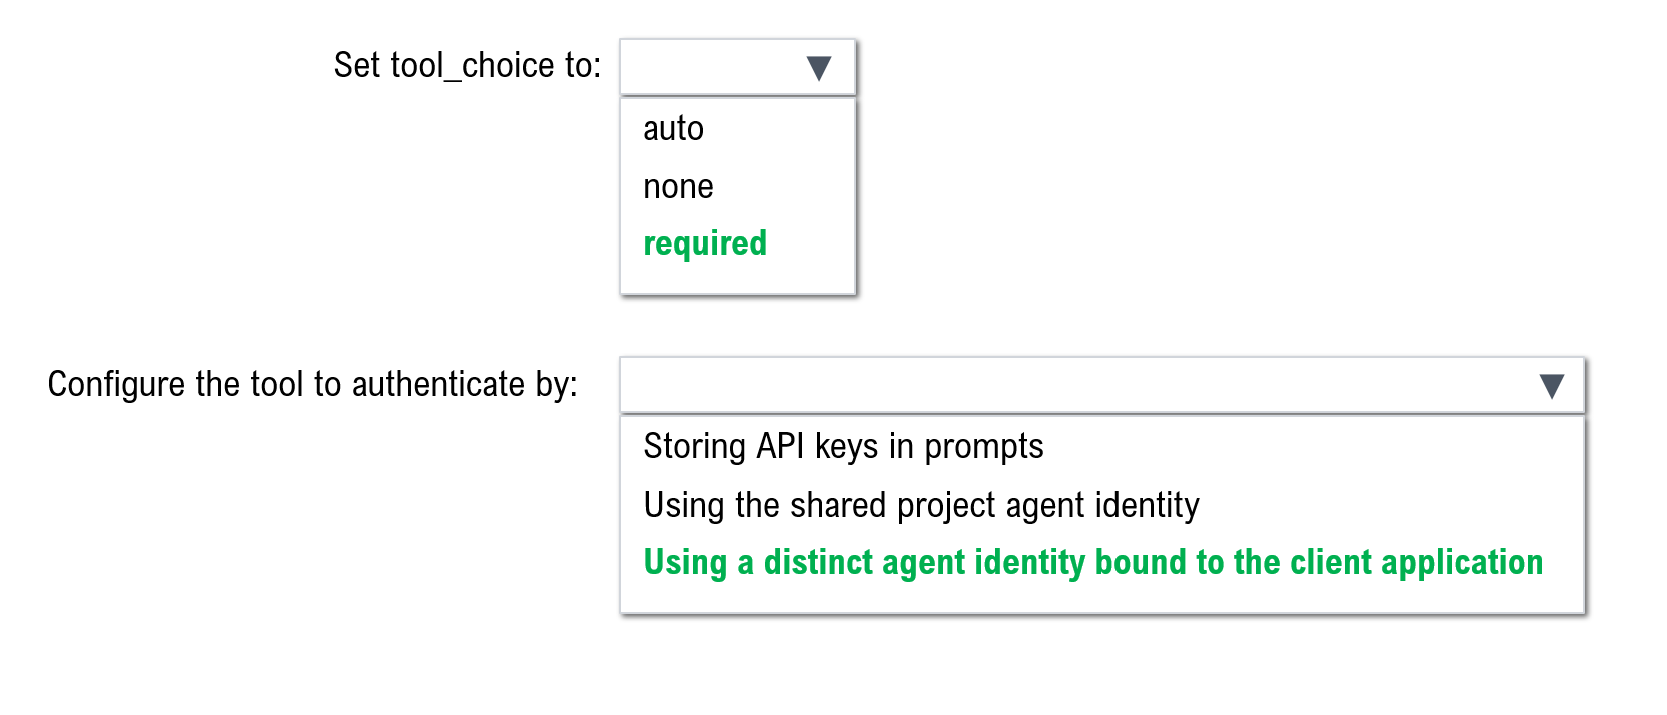 Set tool_choice to:
auto
none
required
Configure the tool to authenticate by:
Storing API keys in prompts
Using the shared project agent identity
Using a distinct agent identity bound to the client application